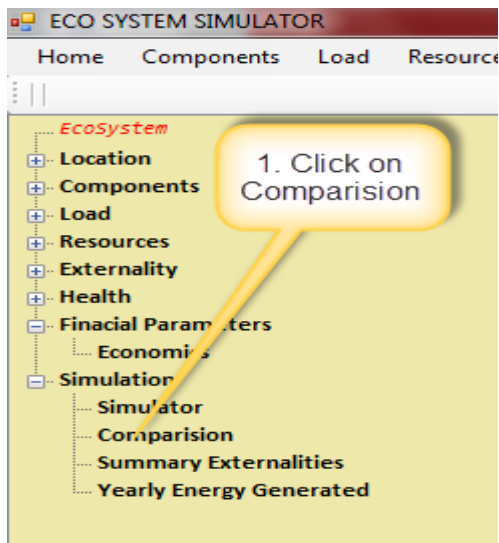 ECO SYSTEM SIMULATOR
Home Components Load Resource
EcoSystem
Location
Components
Load
Resources
Externality
Health
Finacial Parameters
Economics
Simulation
Simulator
Comparision
Summary Externalities
Yearly Energy Generated
1. Click on
Comparision